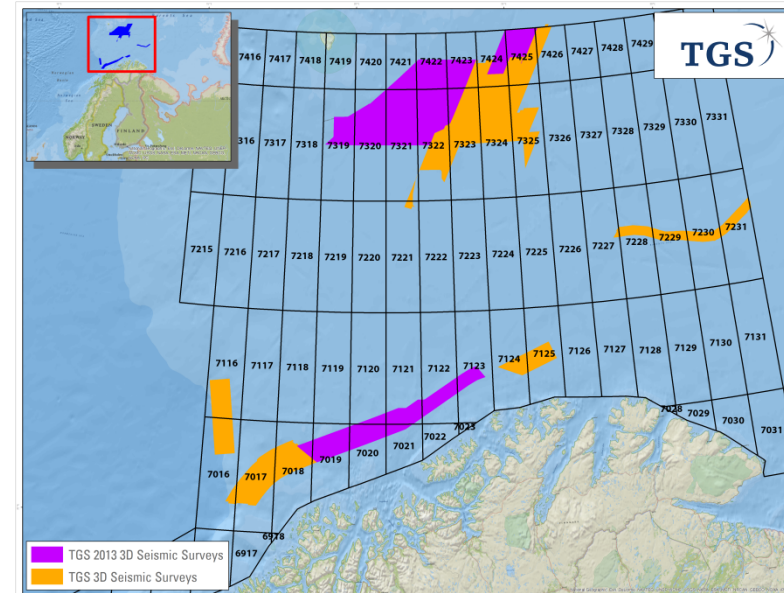 TGS
7416 7417 7418 7419 7420 7421 7422 7423 7424 7425 7426 7427 7428 7429
316 7317 7318 7319 7320 7321 7322 7323 7324 7325 7326 7327 7328 7329 7330 7331
7215 7216 7217 7218 7219 7220 7221 7222 7223 7224 7225 7226 7227 7228 7229 7230 7231
7116 7117 7118 7119 7120 7121 7122 7123 7124 7125 7126 7127 7128 7129 7130 7131
7016 7017 7018 7019 7020 7021 7022 7023 7028 7029 7030 7031
6917 6918
NORWAY
SWEDEN
FINLAND
TGS 2013 3D Seismic Surveys
TGS 3D Seismic Surveys